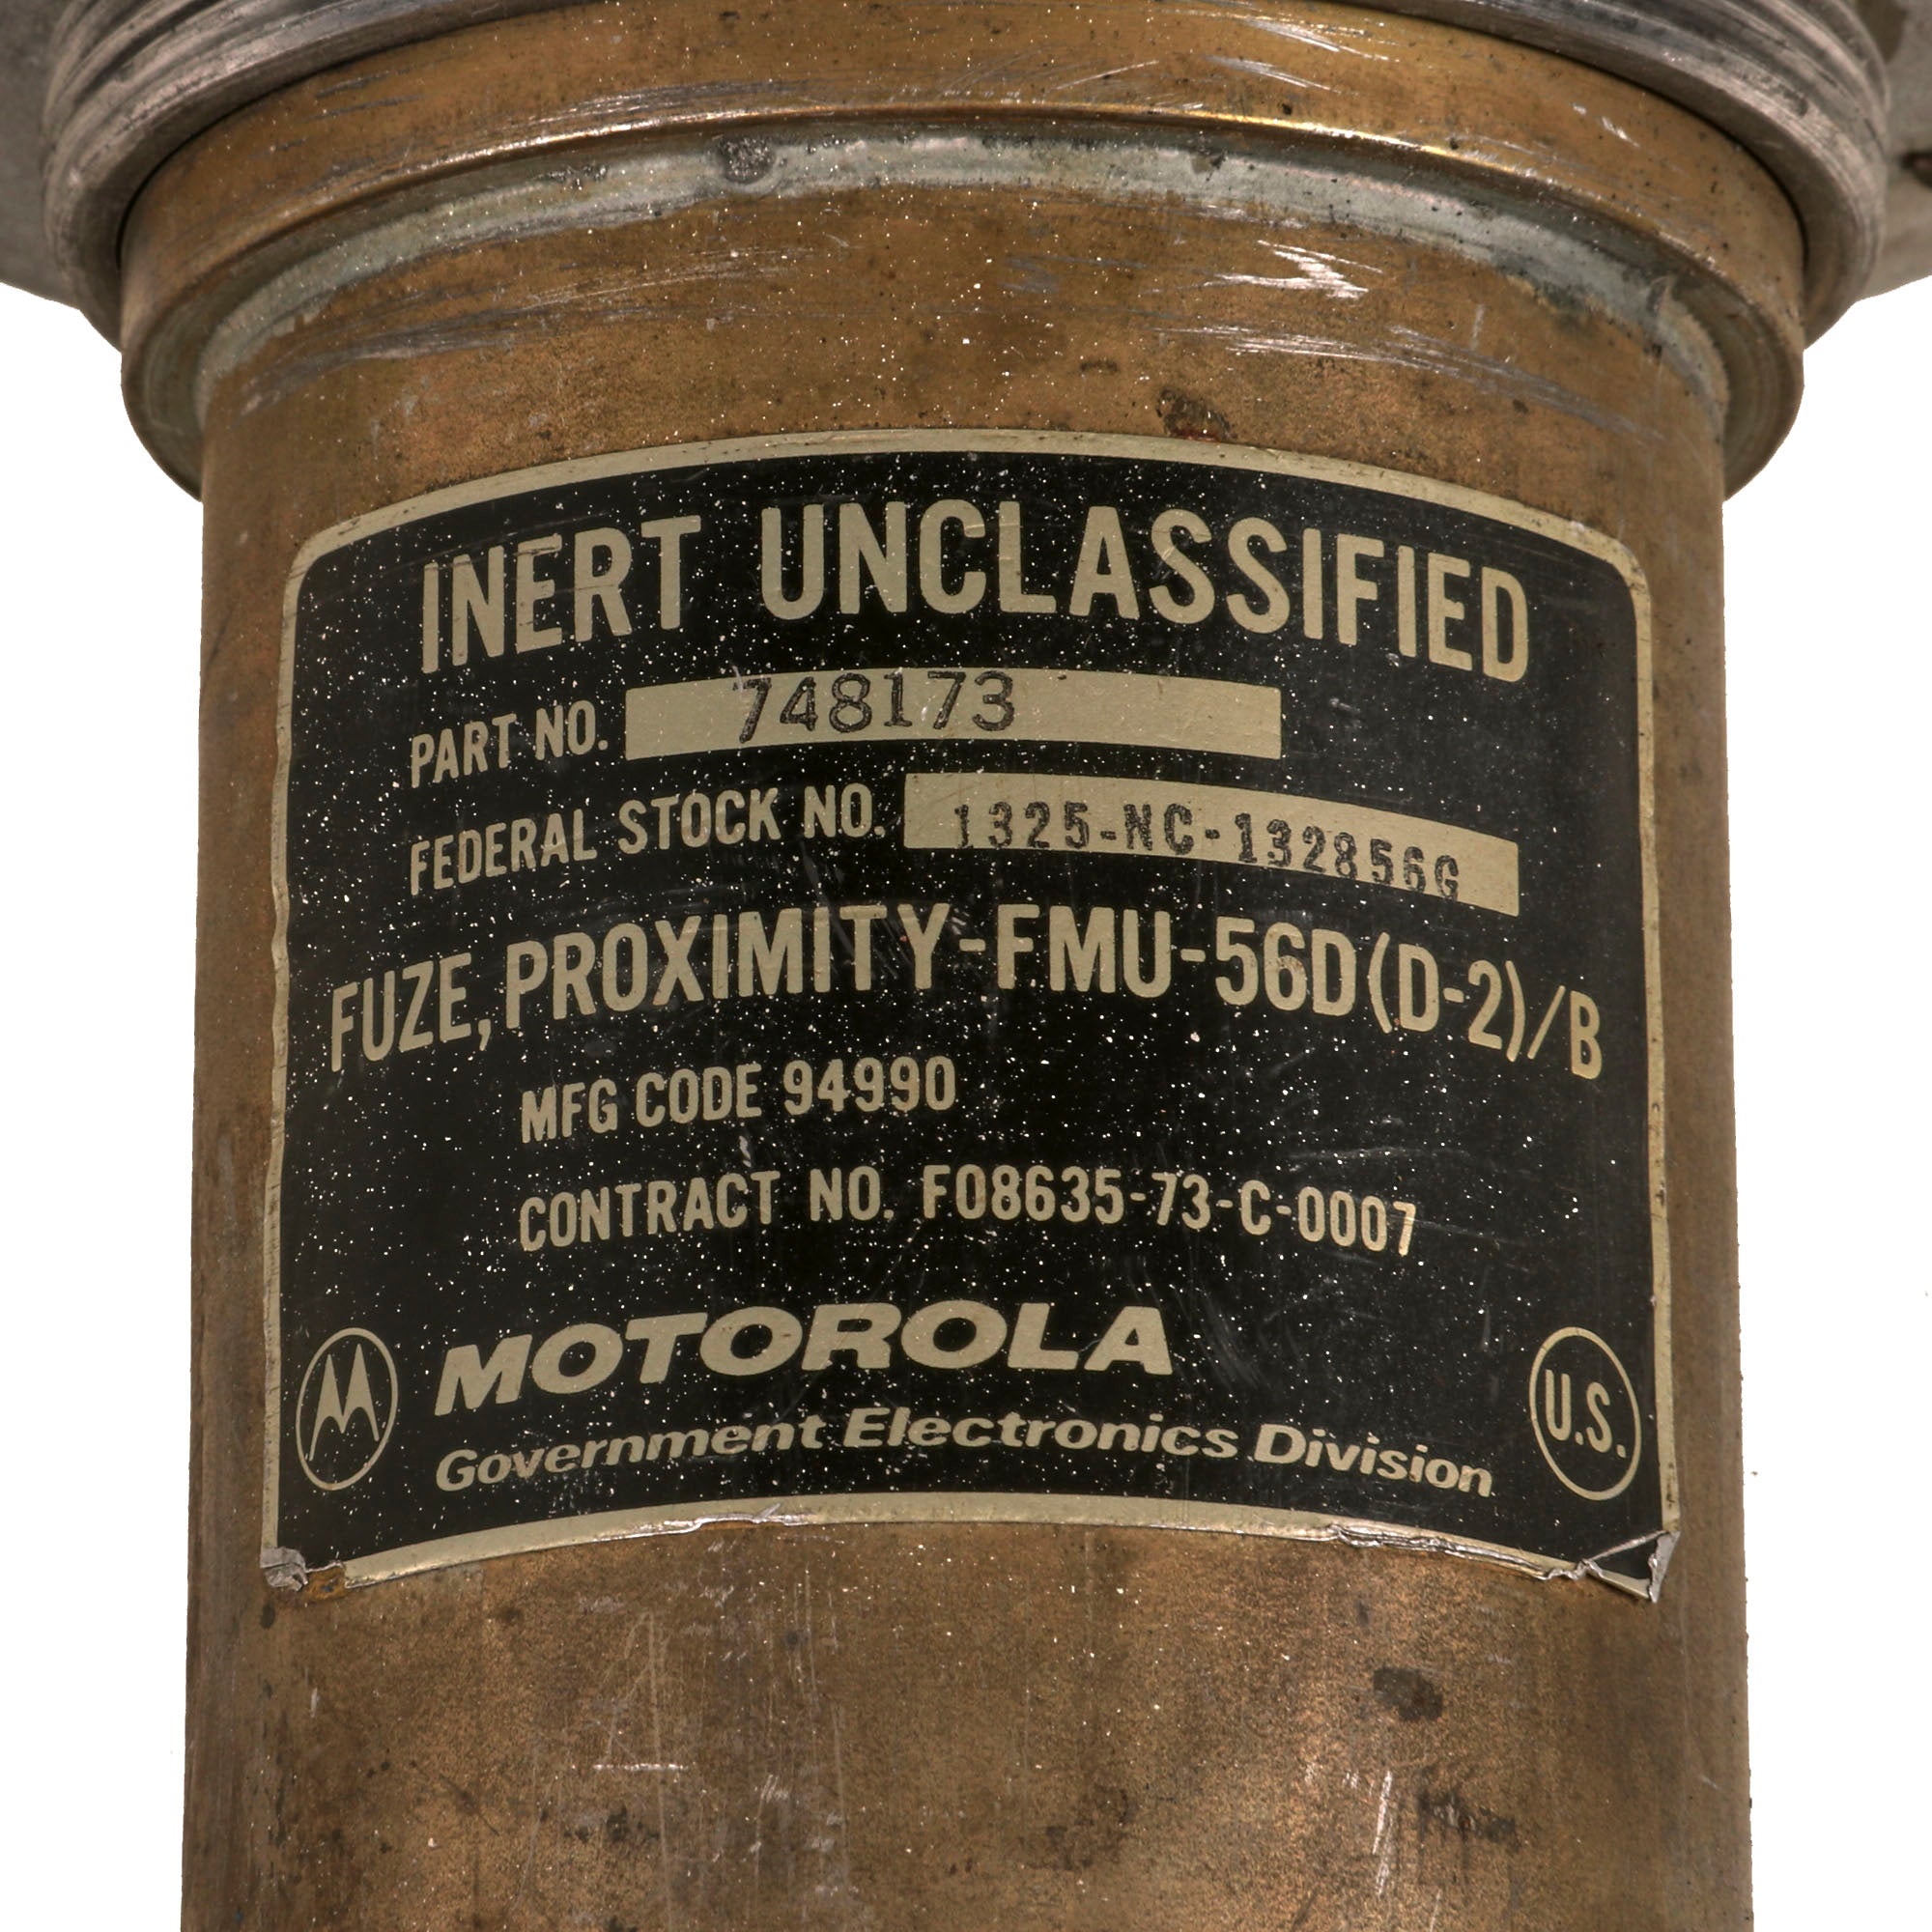 INERT UNCLASSIFIED
PART NO. 748173
FEDERAL STOCK NO. 1325-NC-132856G
FUZE, PROXIMITY-FMU-56D(D-2)/B
MFG CODE 94990
CONTRACT NO. F08635-73-C-0007
MOTOROLA
Government Electronics Division
U.S.